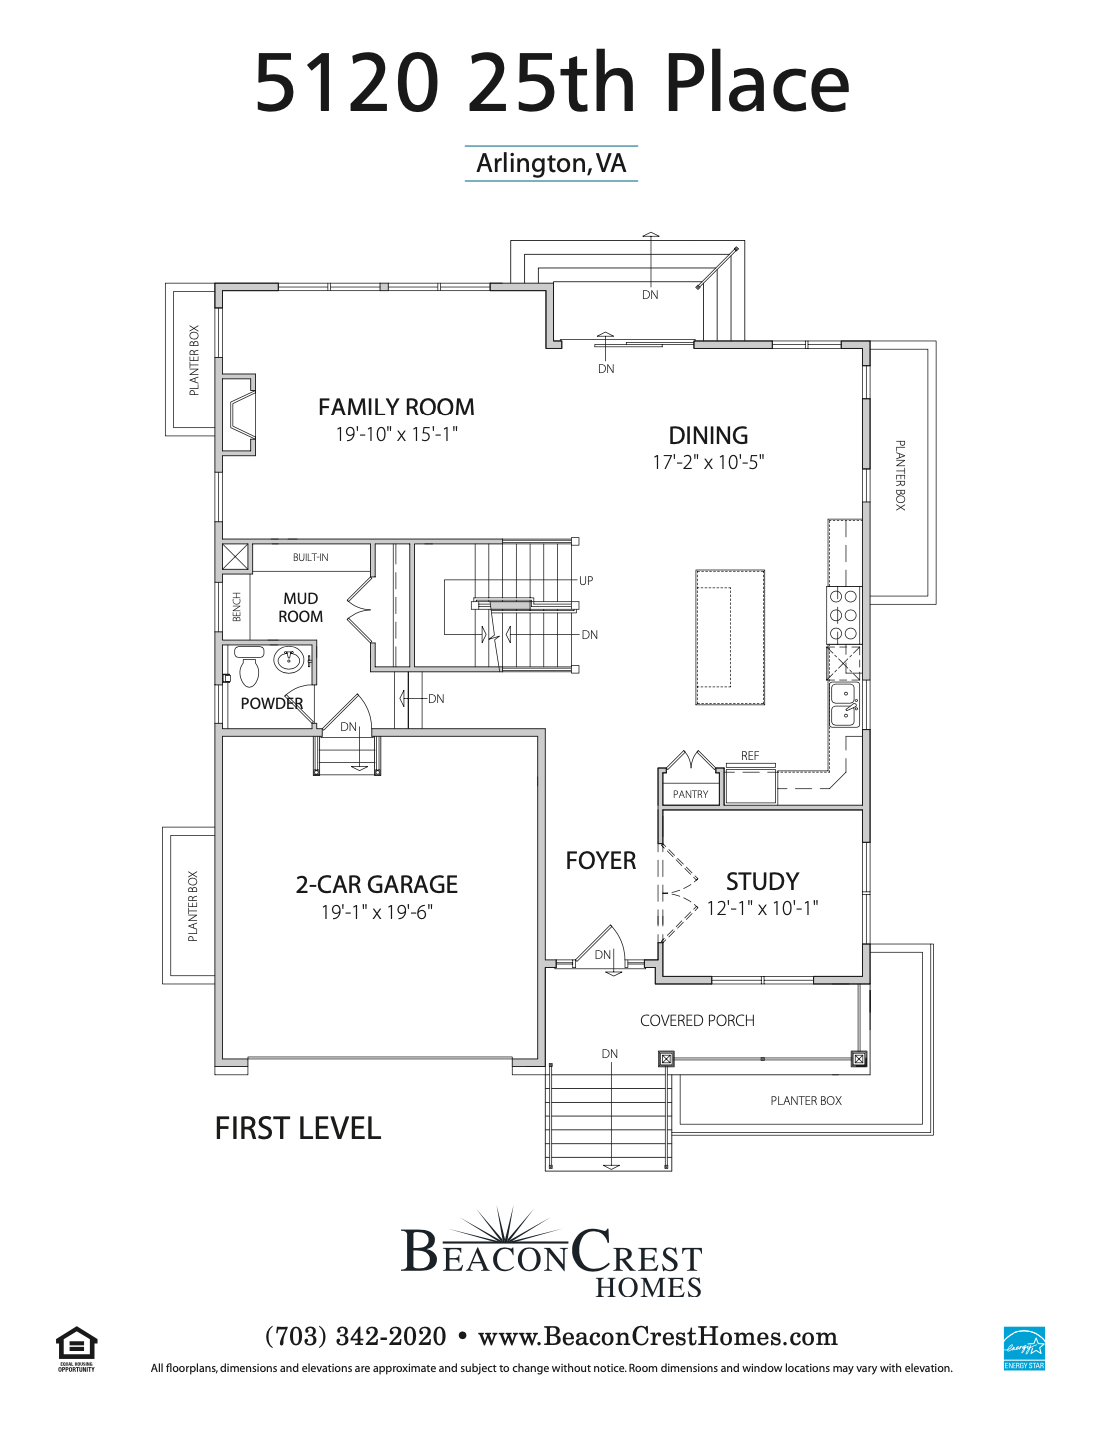 5120 25th Place
Arlington, VA
DN
DN
PLANTER BOX
FAMILY ROOM
19'-10" x 15'-1"
DINING
17'-2" x 10'-5"
PLANTER BOX
BUILT-IN
BENCH
MUD
ROOM
UP
DN
POWDER
DN
DN
REF
PANTRY
FOYER
2-CAR GARAGE
19'-1" x 19'-6"
STUDY
12'-1" x 10'-1"
PLANTER BOX
DN
COVERED PORCH
DN
PLANTER BOX
FIRST LEVEL
BEACONCREST
HOMES
(703) 342-2020 • www.BeaconCrestHomes.com
EQUAL HOUSING
OPPORTUNITY
energy
ENERGY STAR
All floorplans, dimensions and elevations are approximate and subject to change without notice. Room dimensions and window locations may vary with elevation.